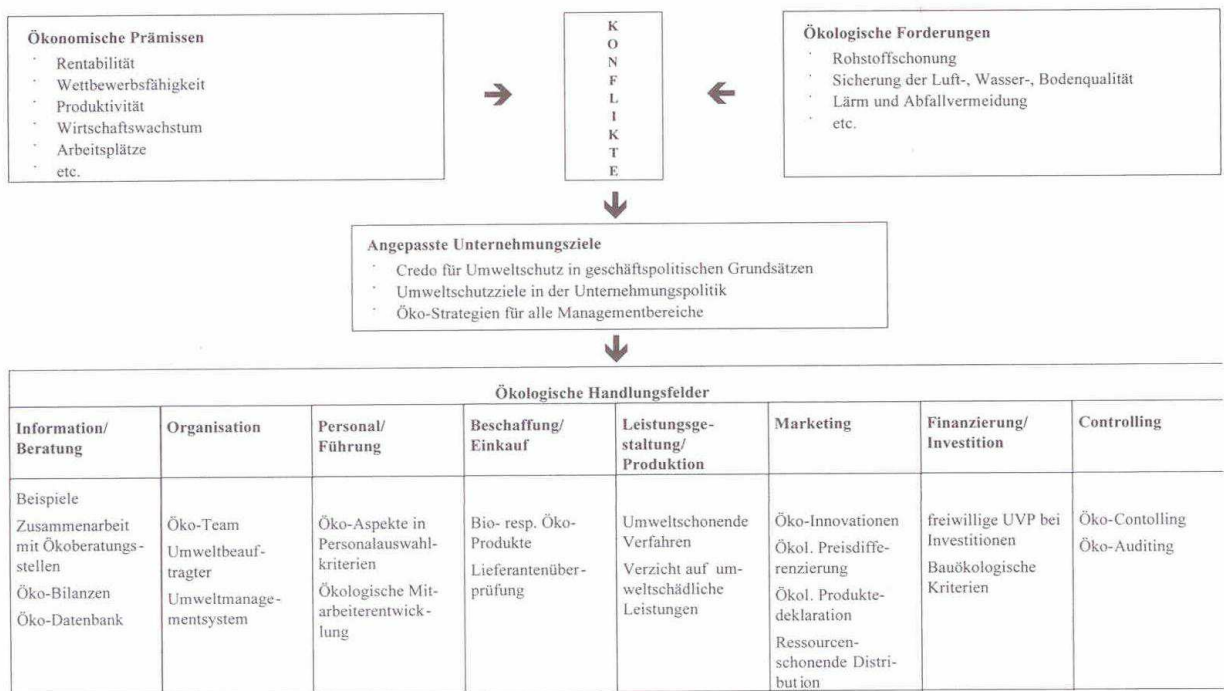 Ökonomische Prämissen
· Rentabilität
· Wettbewerbsfähigkeit
· Produktivität
· Wirtschaftswachstum
· Arbeitsplätze
· etc.
K
O
N
F
L
I
K
T
E
Ökologische Forderungen
· Rohstoffschonung
· Sicherung der Luft-, Wasser-, Bodenqualität
· Lärm und Abfallvermeidung
· etc.
Angepasste Unternehmungsziele
· Credo für Umweltschutz in geschäftspolitischen Grundsätzen
· Umweltschutzziele in der Unternehmungspolitik
· Öko-Strategien für alle Managementbereiche
Ökologische Handlungsfelder
Information/
Beratung
Beispiele
Zusammenarbeit
mit Ökoberatungs-
stellen
Öko-Bilanzen
Öko-Datenbank
Organisation
Öko-Team
Umweltbeauf-
tragter
Umweltmanage-
mentsystem
Personal/
Führung
Öko-Aspekte in
Personalauswahl-
kriterien
Ökologische Mit-
arbeiterentwick-
lung
Beschaffung/
Einkauf
Bio- resp. Öko-
Produkte
Lieferantenüber-
prüfung
Leistungsge-
staltung/
Produktion
Umweltschonende
Verfahren
Verzicht auf um-
weltschädliche
Leistungen
Marketing
Öko-Innovationen
Ökol. Preisdiffe-
renzierung
Ökol. Produkte-
deklaration
Ressourcen-
schonende Distri-
bution
Finanzierung/
Investition
freiwillige UVP bei
Investitionen
Bauökologische
Kriterien
Controlling
Öko-Contolling
Öko-Auditing